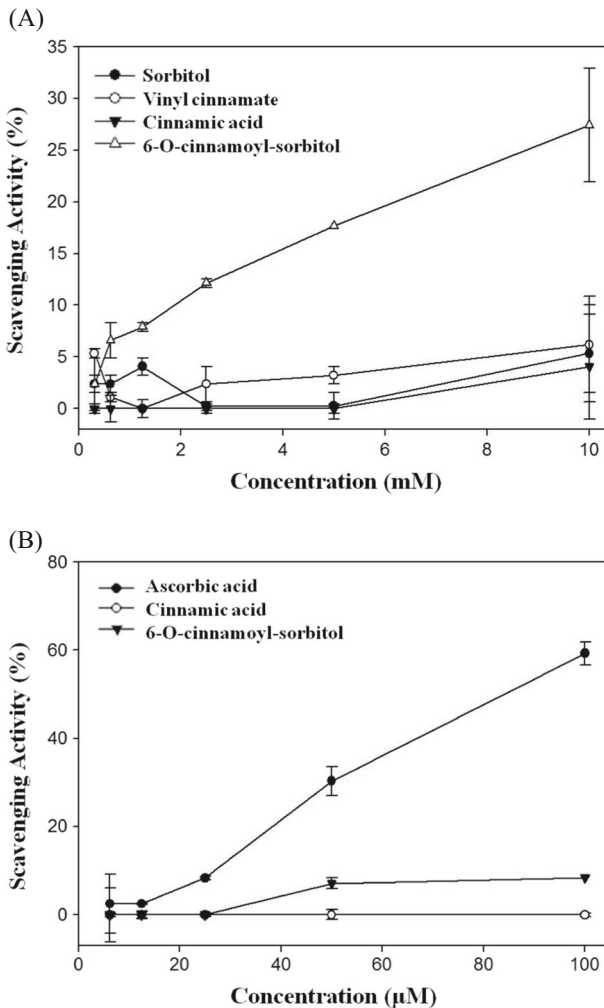 (A)
35
30
25
20
15
10
5
0
Scavenging Activity (%)
Sorbitol
Vinyl cinnamate
Cinnamic acid
6-O-cinnamoyl-sorbitol
0 2 4 6 8 10
Concentration (mM)
(B)
80
60
40
20
0
Scavenging Activity (%)
Ascorbic acid
Cinnamic acid
6-O-cinnamoyl-sorbitol
0 20 40 60 80 100
Concentration (μM)